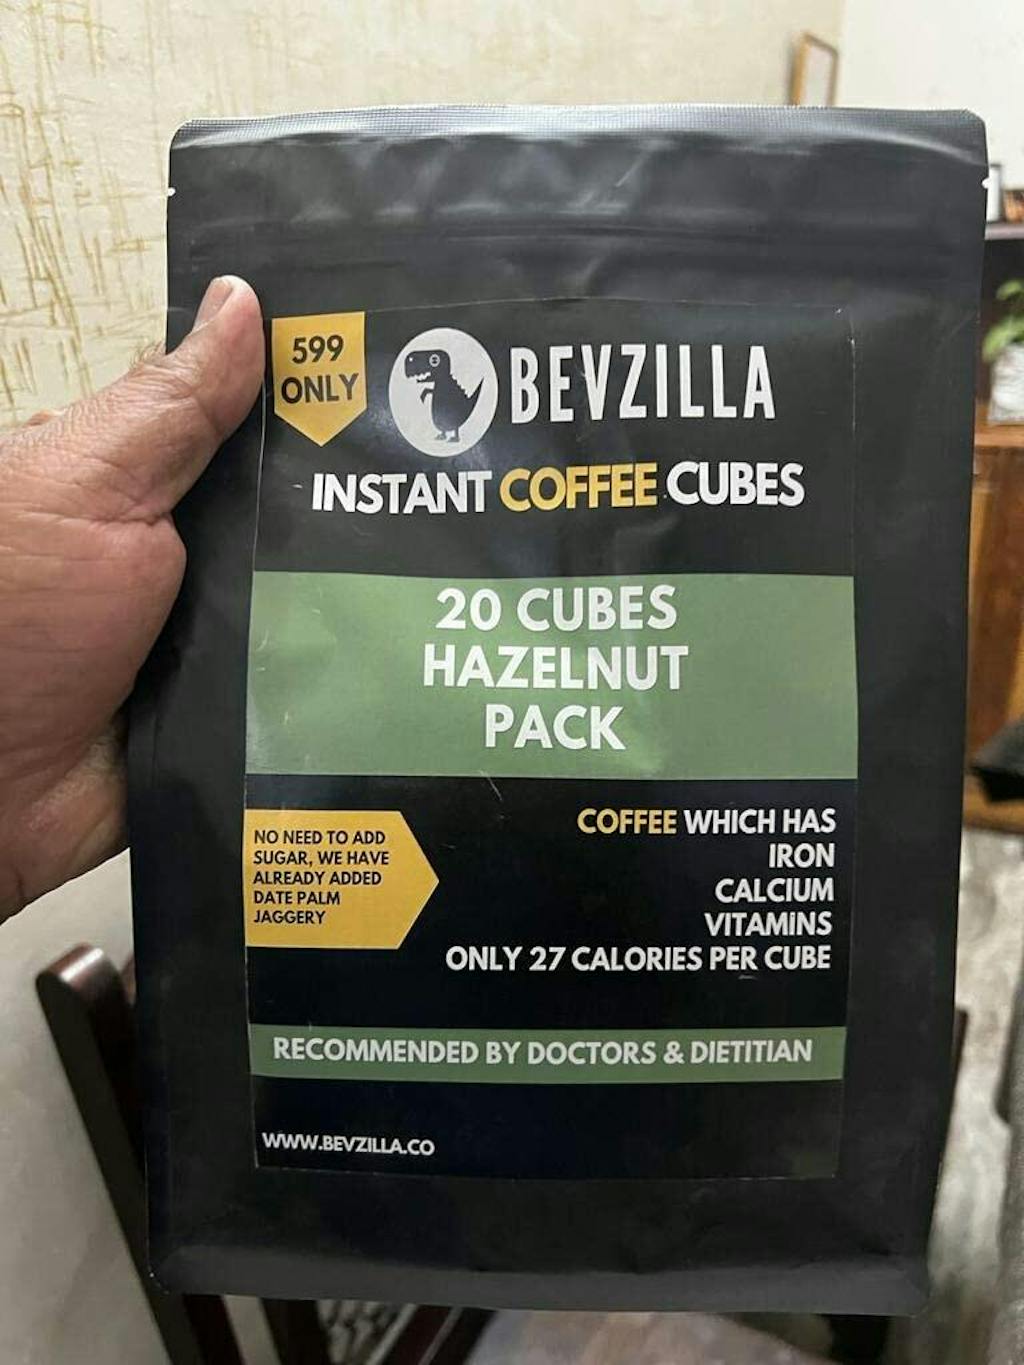 599
ONLY
BEVZILLA
INSTANT COFFEE CUBES
20 CUBES
HAZELNUT
PACK
NO NEED TO ADD
SUGAR, WE HAVE
ALREADY ADDED
DATE PALM
JAGGERY
COFFEE WHICH HAS
IRON
CALCIUM
VITAMiNS
ONLY 27 CALORIES PER CUBE
RECOMMENDED BY DOCTORS & DIETITIAN
WWW.BEVZILLA.CO